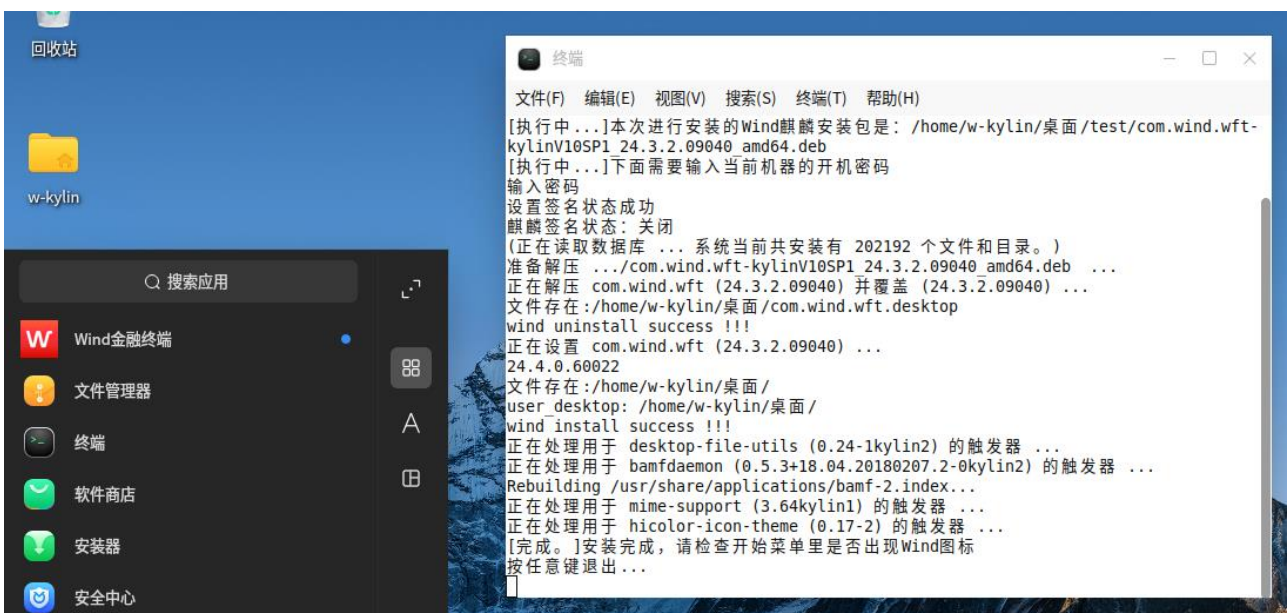 回收站
w-kylin
搜索应用
Wind金融终端
文件管理器
终端
软件商店
安装器
安全中心
A
终端
文件(F) 编辑(E) 视图(V) 搜索(S) 终端(T) 帮助(H)
[执行中...]本次进行安装的Wind麒麟安装包是：/home/w-kylin/桌面/test/com.wind.wft-
kylinV10SP1_24.3.2.09040_amd64.deb
[执行中...]下面需要输入当前机器的开机密码
输入密码
设置签名状态成功
麒麟签名状态：关闭
(正在读取数据库 ... 系统当前共安装有 202192 个文件和目录。)
准备解压 .../com.wind.wft-kylinV10SP1_24.3.2.09040_amd64.deb ...
正在解压 com.wind.wft (24.3.2.09040) 并覆盖 (24.3.2.09040) ...
文件存在:/home/w-kylin/桌面/com.wind.wft.desktop
wind uninstall success !!!
正在设置 com.wind.wft (24.3.2.09040) ...
24.4.0.60022
文件存在:/home/w-kylin/桌面/
user_desktop: /home/w-kylin/桌面/
wind install success !!!
正在处理用于 desktop-file-utils (0.24-1kylin2) 的触发器 ...
正在处理用于 bamfdaemon (0.5.3+18.04.20180207.2-0kylin2) 的触发器 ...
Rebuilding /usr/share/applications/bamf-2.index...
正在处理用于 mime-support (3.64kylin1) 的触发器 ...
正在处理用于 hicolor-icon-theme (0.17-2) 的触发器 ...
[完成。]安装完成，请检查开始菜单里是否出现Wind图标
按任意键退出...